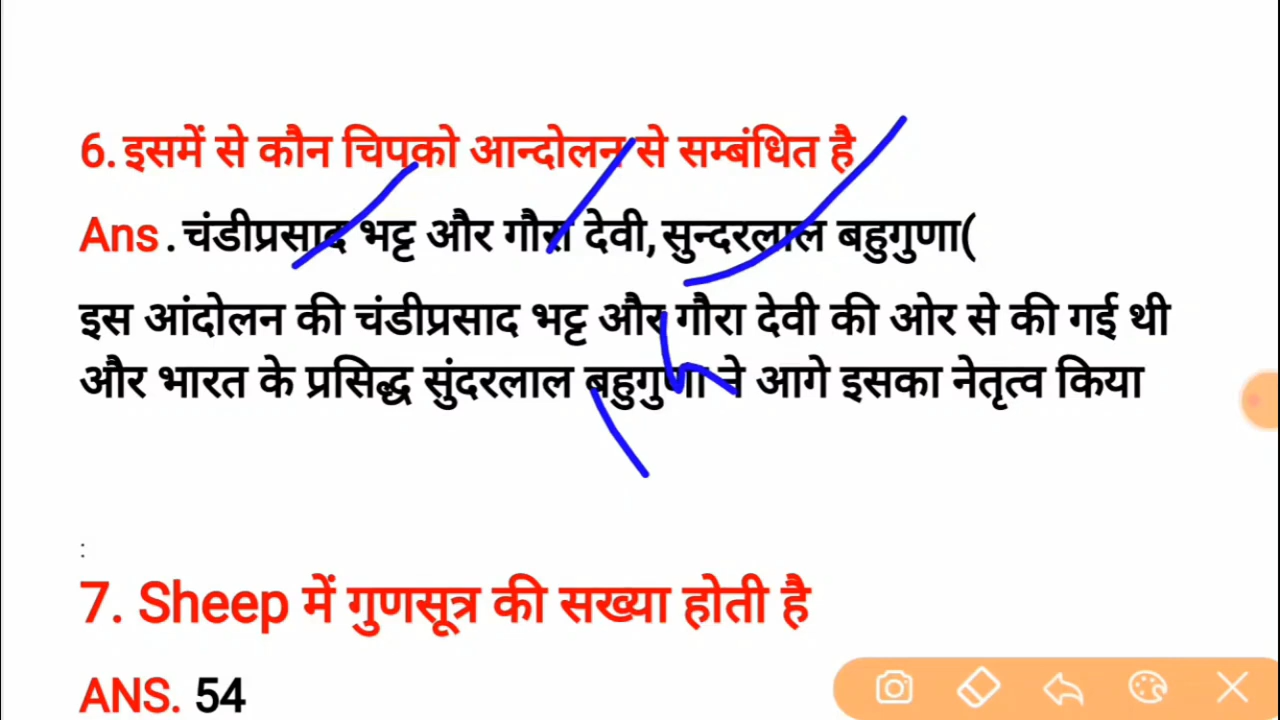 6. इसमें से कौन चिपको आन्दोलन से सम्बंधित है
Ans . चंडीप्रसाद भट्ट और गौरा देवी, सुन्दरलाल बहुगुणा(
इस आंदोलन की चंडीप्रसाद भट्ट और गौरा देवी की ओर से की गई थी
और भारत के प्रसिद्ध सुंदरलाल बहुगुणा ने आगे इसका नेतृत्व किया
:
7. Sheep में गुणसूत्र की सख्या होती है
ANS. 54